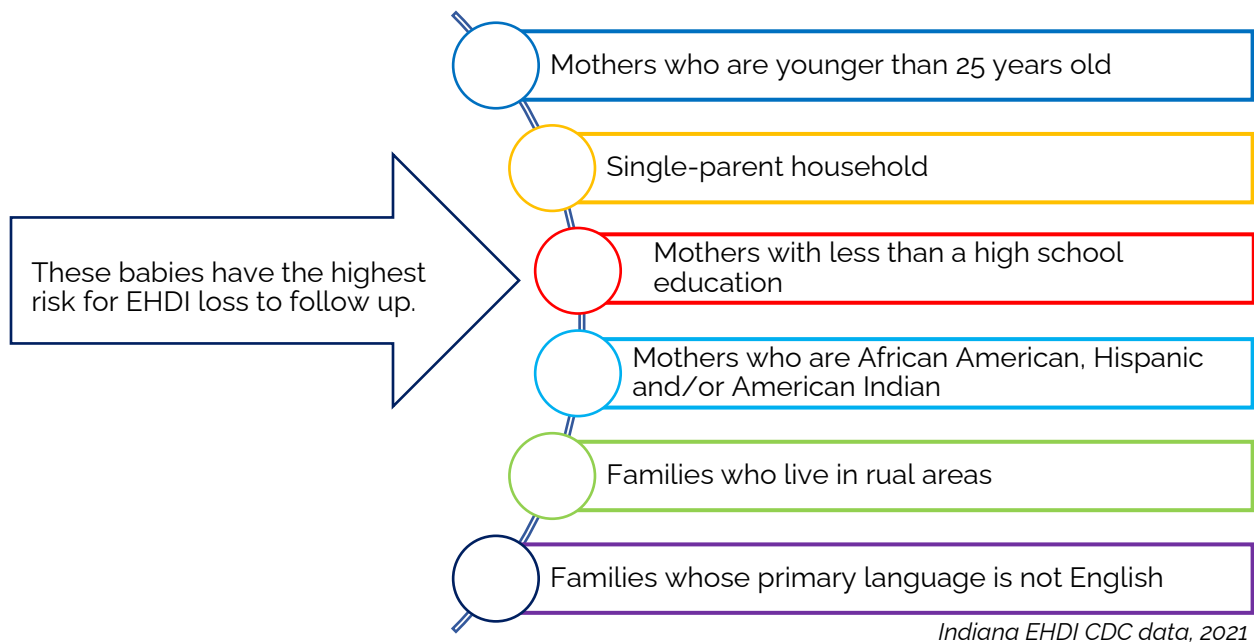 Mothers who are younger than 25 years old
Single-parent household
These babies have the highest
risk for EHDI loss to follow up.
Mothers with less than a high school
education
Mothers who are African American, Hispanic
and/or American Indian
Families who live in rual areas
Families whose primary language is not English
Indiana EHDI CDC data, 2021